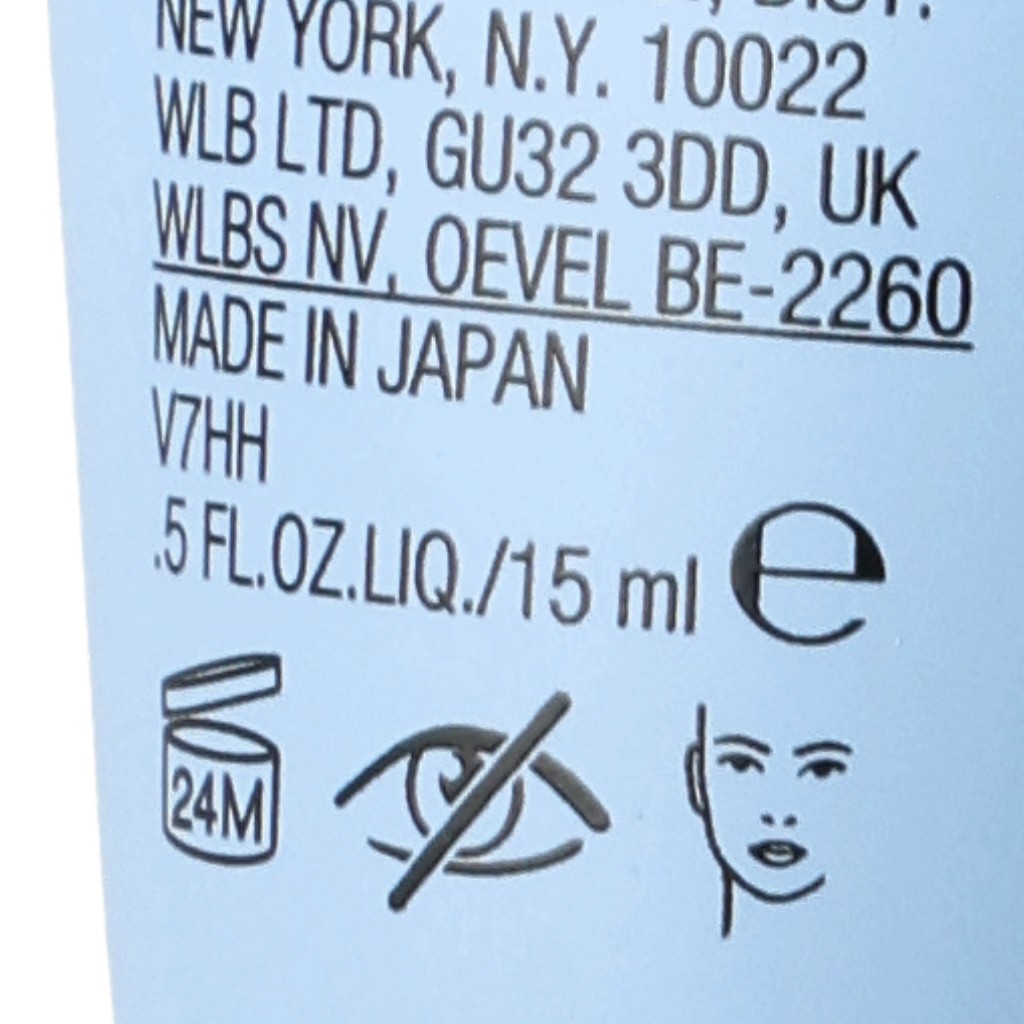 DIST.
NEW YORK, N.Y. 10022
WLB LTD, GU32 3DD, UK
WLBS NV, OEVEL BE-2260
MADE IN JAPAN
V7HH
.5 FL.OZ.LIQ./15 ml e
24M